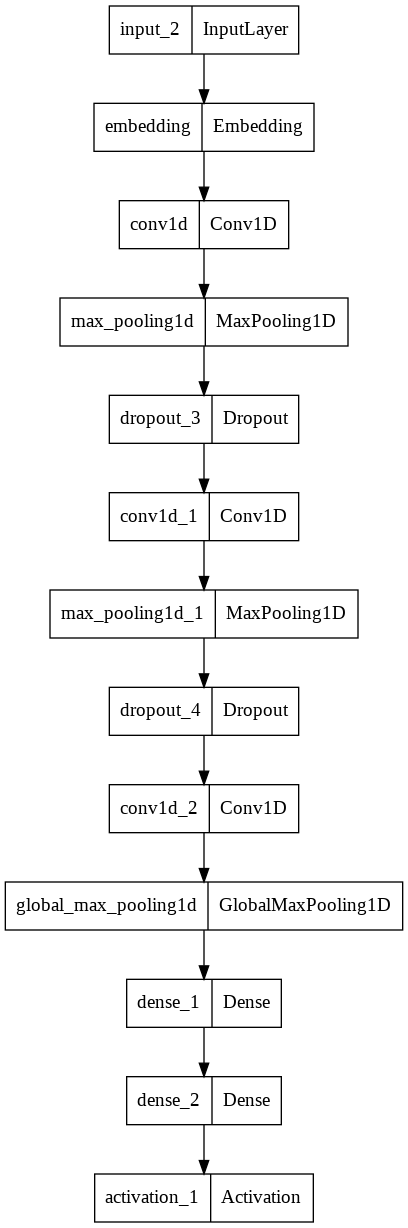 input_2 InputLayer
embedding Embedding
conv1d Conv1D
max_pooling1d MaxPooling1D
dropout_3 Dropout
conv1d_1 Conv1D
max_pooling1d_1 MaxPooling1D
dropout_4 Dropout
conv1d_2 Conv1D
global_max_pooling1d GlobalMaxPooling1D
dense_1 Dense
dense_2 Dense
activation_1 Activation